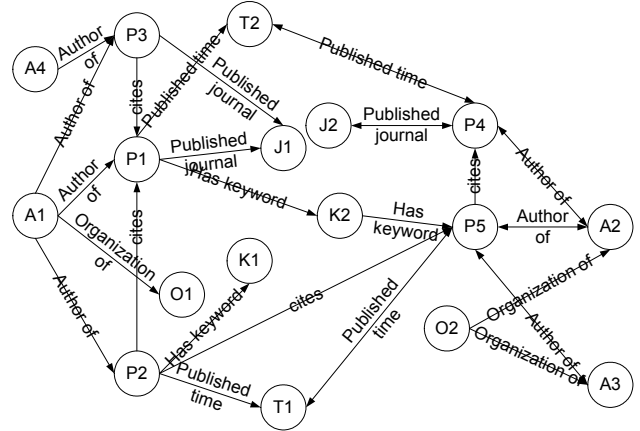 T2
P3
Author
of
A4
Published time
Published time
Published
journal
Author of
cites
J2
Published
journal
P4
J1
P1
Published
journal
Author
of
Has keyword
cites
Author of
A1
K2
Has
keyword
P5
Author
of
A2
cites
Organization
of
K1
O1
cites
Published
time
O2
Organization of
Author of
Has keyword
Author of
Organization of
P2
Published
time
T1
A3